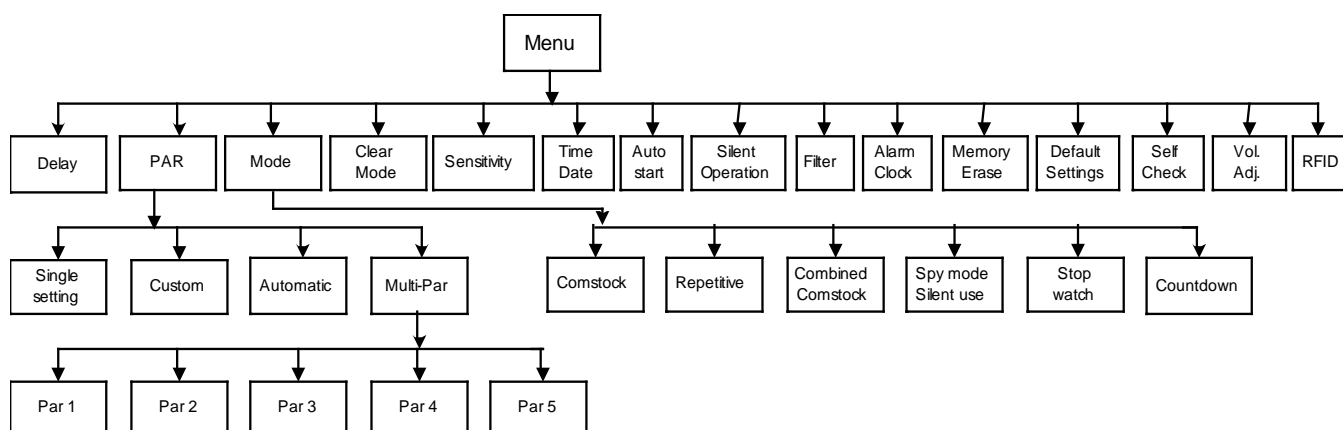 Menu
Delay
PAR
Mode
Clear
Mode
Sensitivity
Time
Date
Auto
start
Silent
Operation
Filter
Alarm
Clock
Memory
Erase
Default
Settings
Self
Check
Vol.
Adj.
RFID
Single
setting
Custom
Automatic
Multi-Par
Comstock
Repetitive
Combined
Comstock
Spy mode
Silent use
Stop
watch
Countdown
Par 1
Par 2
Par 3
Par 4
Par 5